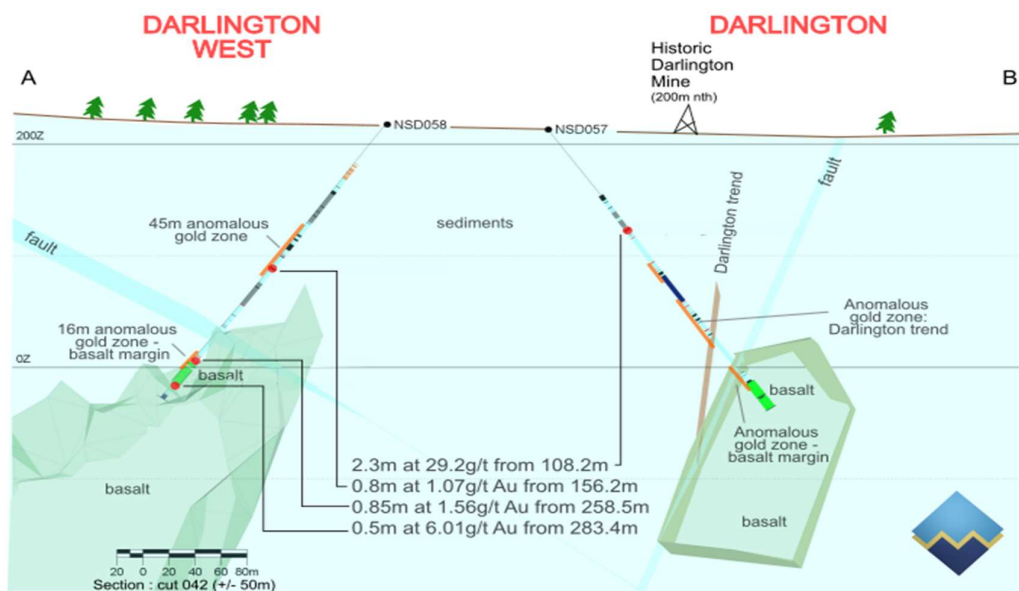 DARLINGTON
WEST
DARLINGTON
A
Historic
Darlington
Mine
(200m nth)
B
NSD058
NSD057
200Z
fault
45m anomalous
gold zone
sediments
Darlington trend
fault
16m anomalous
gold zone -
basalt margin
Anomalous
gold zone:
Darlington trend
0Z
basalt
basalt
Anomalous
gold zone -
basalt margin
2.3m at 29.2g/t from 108.2m
0.8m at 1.07g/t Au from 156.2m
0.85m at 1.56g/t Au from 258.5m
0.5m at 6.01g/t Au from 283.4m
basalt
basalt
20 0 20 40 60 80m
Section : cut 042 (+/- 50m)